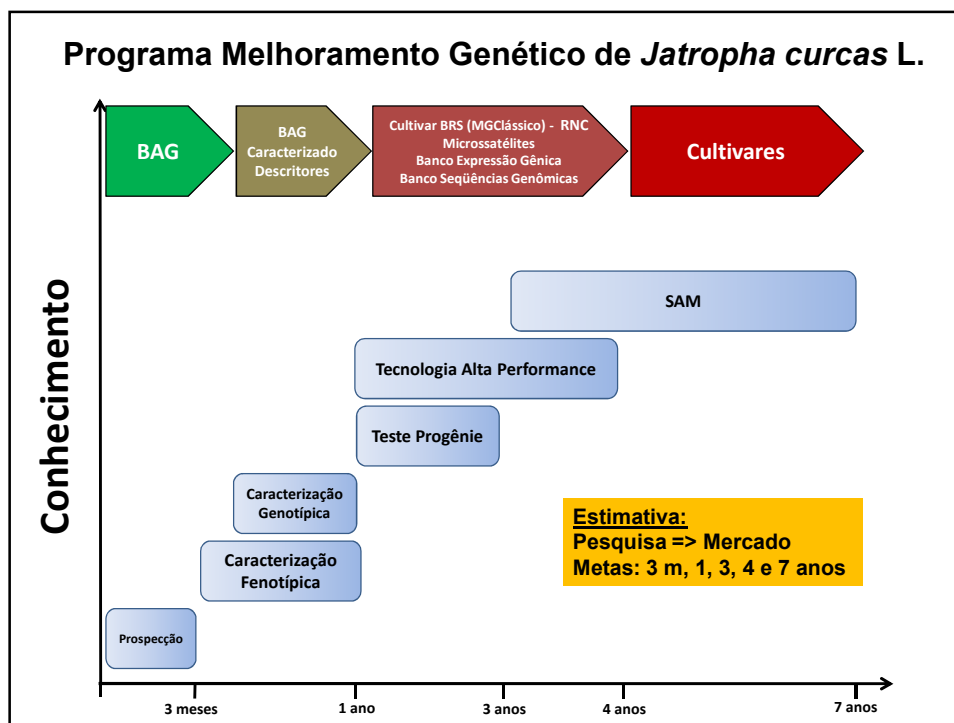 Programa Melhoramento Genético de Jatropha curcas L.
BAG
BAG
Caracterizado
Descritores
Cultivar BRS (MGClássico) - RNC
Microssatélites
Banco Expressão Gênica
Banco Seqüências Genômicas
Cultivares
Conhecimento
SAM
Tecnologia Alta Performance
Teste Progênie
Caracterização
Genotípica
Caracterização
Fenotípica
Prospecção
Estimativa:
Pesquisa => Mercado
Metas: 3 m, 1, 3, 4 e 7 anos
3 meses
1 ano
3 anos
4 anos
7 anos